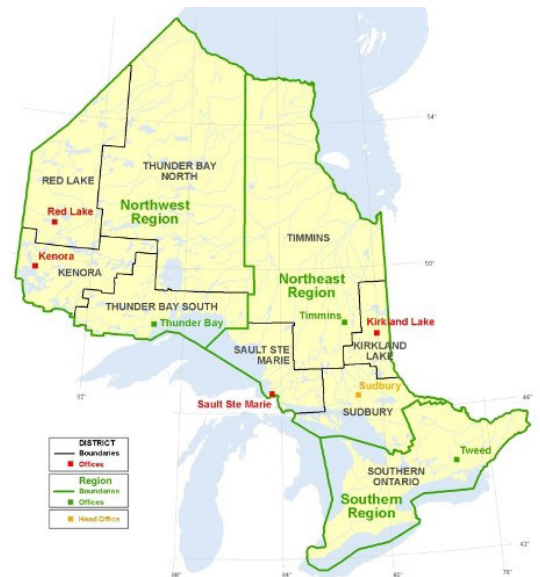 54°
THUNDER BAY
NORTH
RED LAKE
Northwest
Region
Red Lake
TIMMINS
Kenora
KENORA
50°
Northeast
Region
THUNDER BAY SOUTH
Timmins
Thunder Bay
Kirkland Lake
KIRKLAND
LAKE
SAULT STE
MARIE
Sudbury
92°
Sault Ste Marie
46°
SUDBURY
DISTRICT
Boundaries
Offices
Region
Boundaries
Offices
Head Office
Tweed
SOUTHERN
ONTARIO
Southern
Region
42°
88°
84°
80°
76°